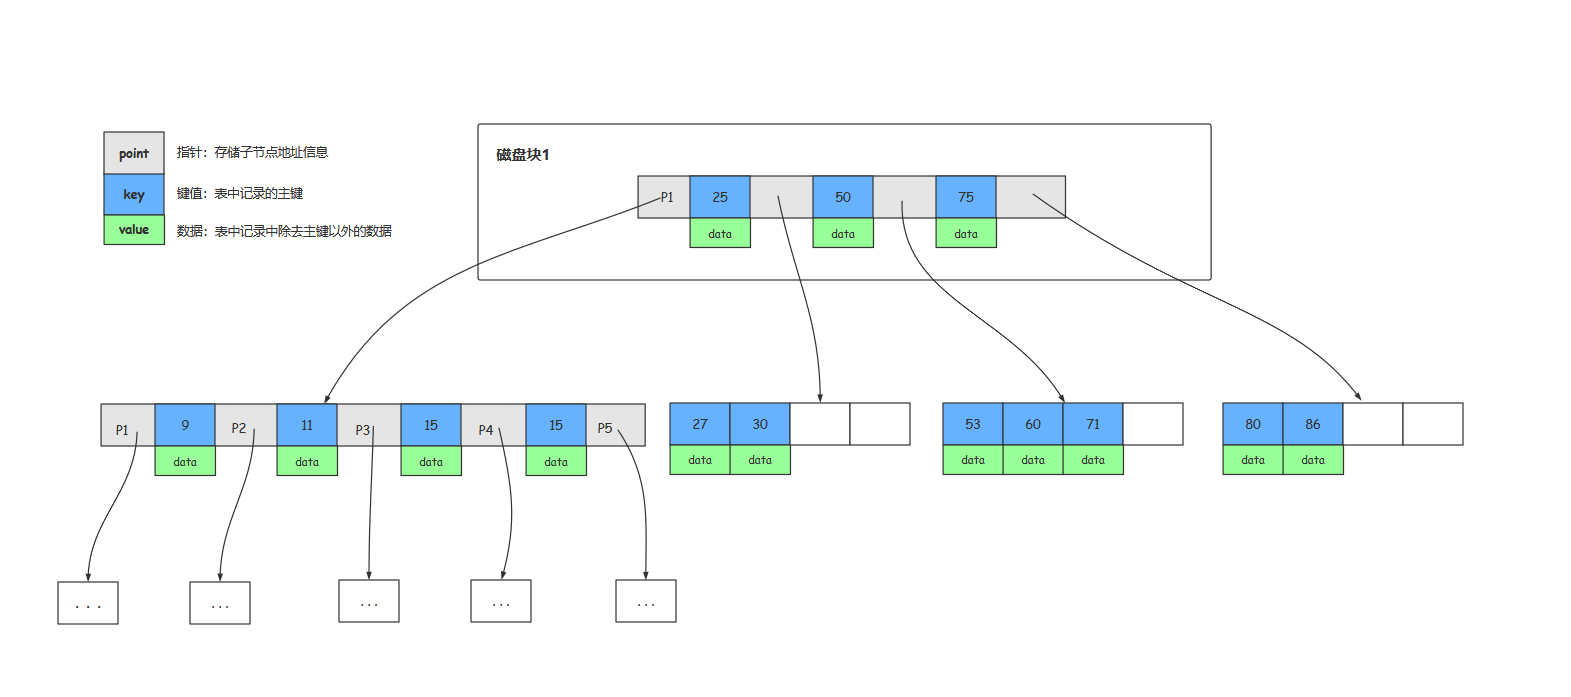 point
指针：存储子节点地址信息
key
键值：表中记录的主键
value
数据：表中记录中除去主键以外的数据
磁盘块1
P1 25 50 75
data data data
P1 9 P2 11 P3 15 P4 15 P5
data data data data
27 30
data data
53 60 71
data data data
80 86
data data
... ... ... ... ...